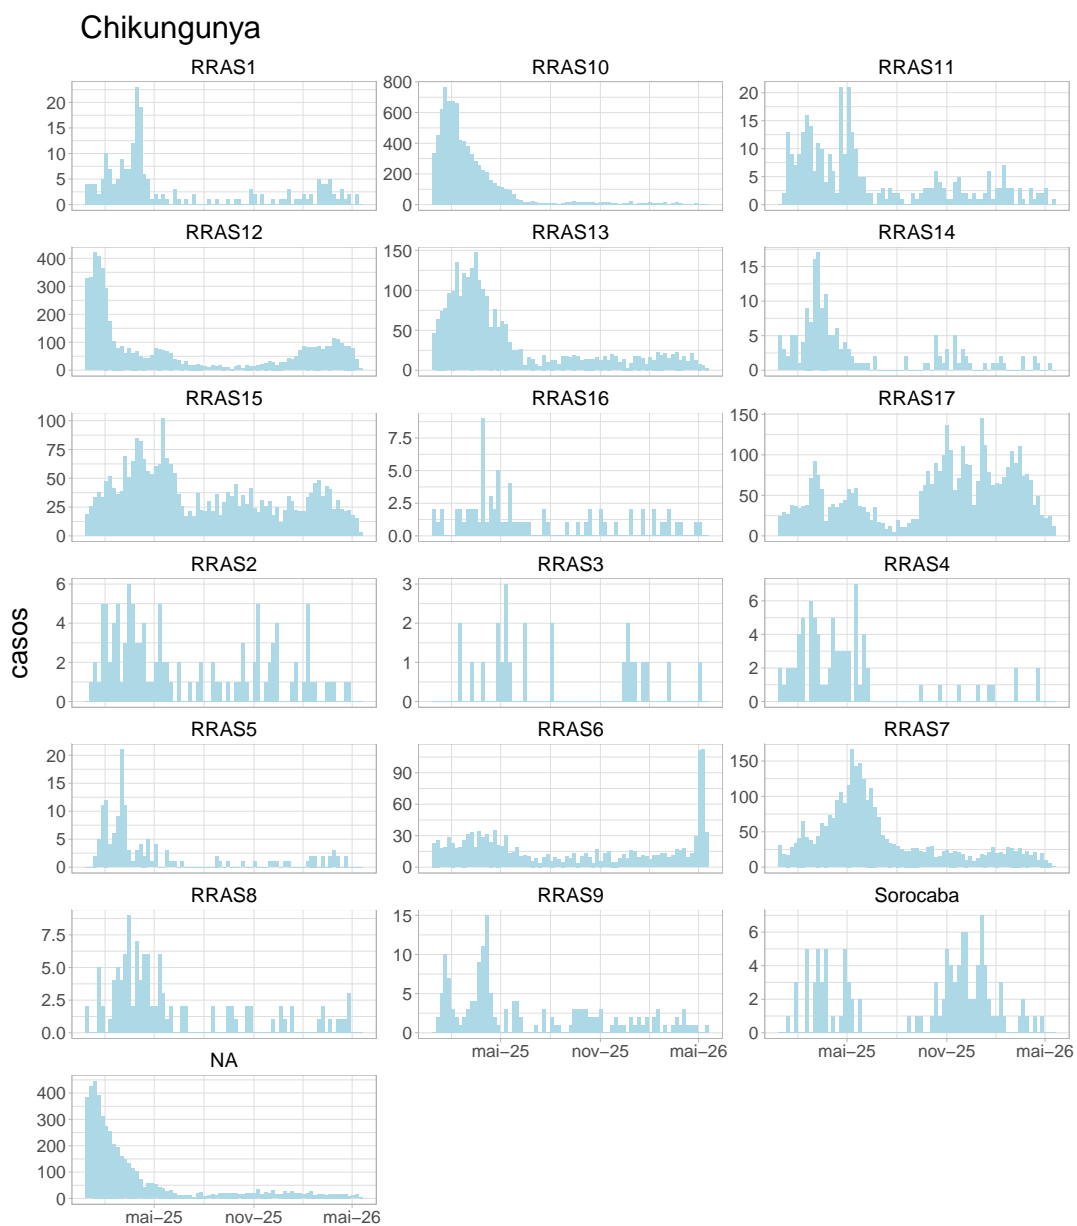 Chikungunya
RRAS1 RRAS10 RRAS11
20 15 10 5 0
800 600 400 200 0
20 15 10 5 0
RRAS12 RRAS13 RRAS14
400 300 200 100 0
150 100 50 0
15 10 5 0
RRAS15 RRAS16 RRAS17
100 75 50 25 0
7.5 5.0 2.5 0.0
150 100 50 0
RRAS2 RRAS3 RRAS4
6 4 2 0
3 2 1 0
6 4 2 0
casos
RRAS5 RRAS6 RRAS7
20 15 10 5 0
90 60 30 0
150 100 50 0
RRAS8 RRAS9 Sorocaba
7.5 5.0 2.5 0.0
15 10 5 0
6 4 2 0
mai−25 nov−25 mai−26 mai−25 nov−25 mai−26
NA
400 300 200 100 0
mai−25 nov−25 mai−26